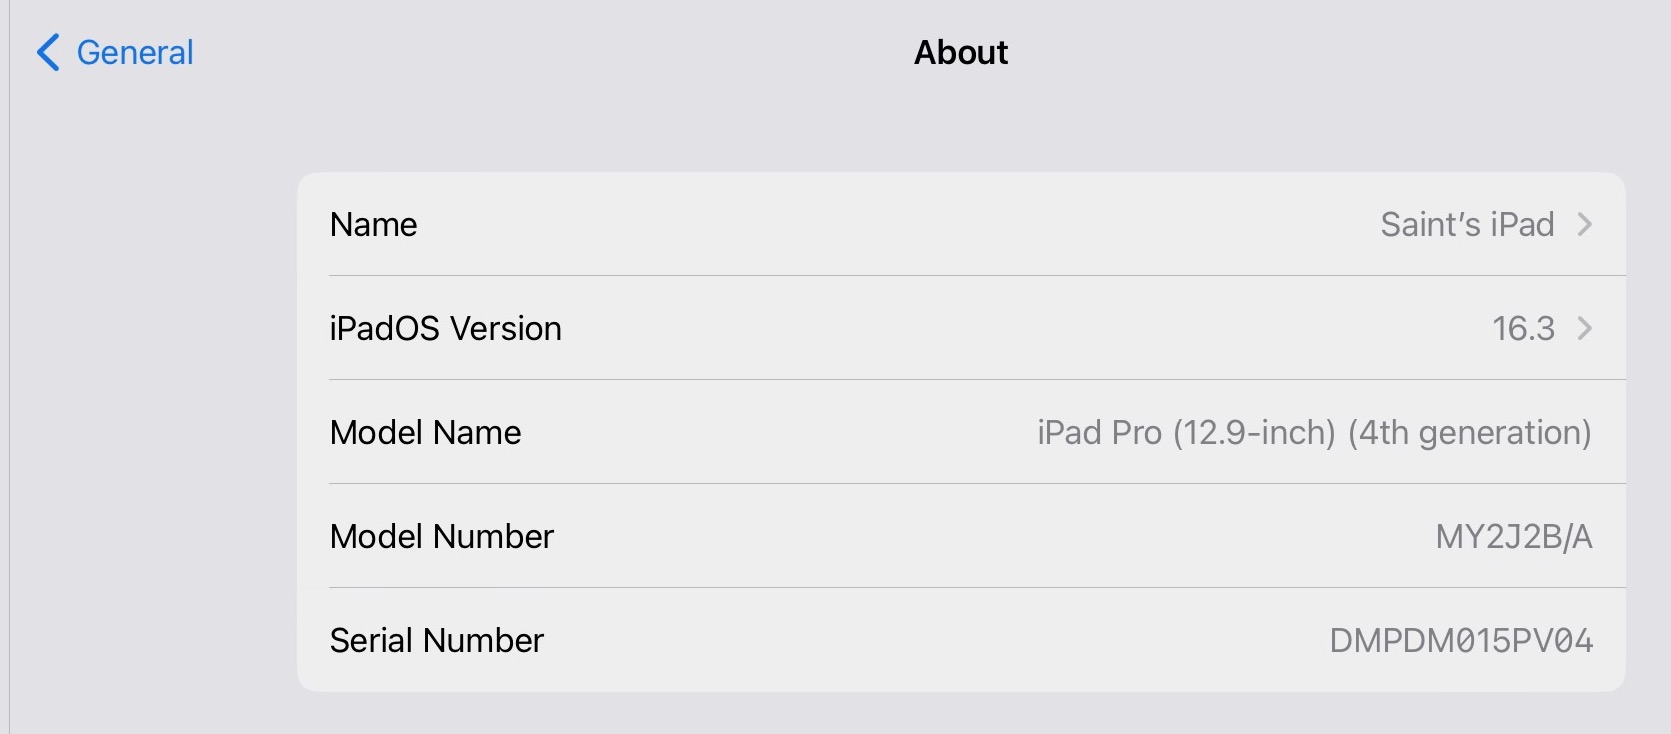 General
About
Name
Saint’s iPad
iPadOS Version
16.3
Model Name
iPad Pro (12.9-inch) (4th generation)
Model Number
MY2J2B/A
Serial Number
DMPDM015PV04